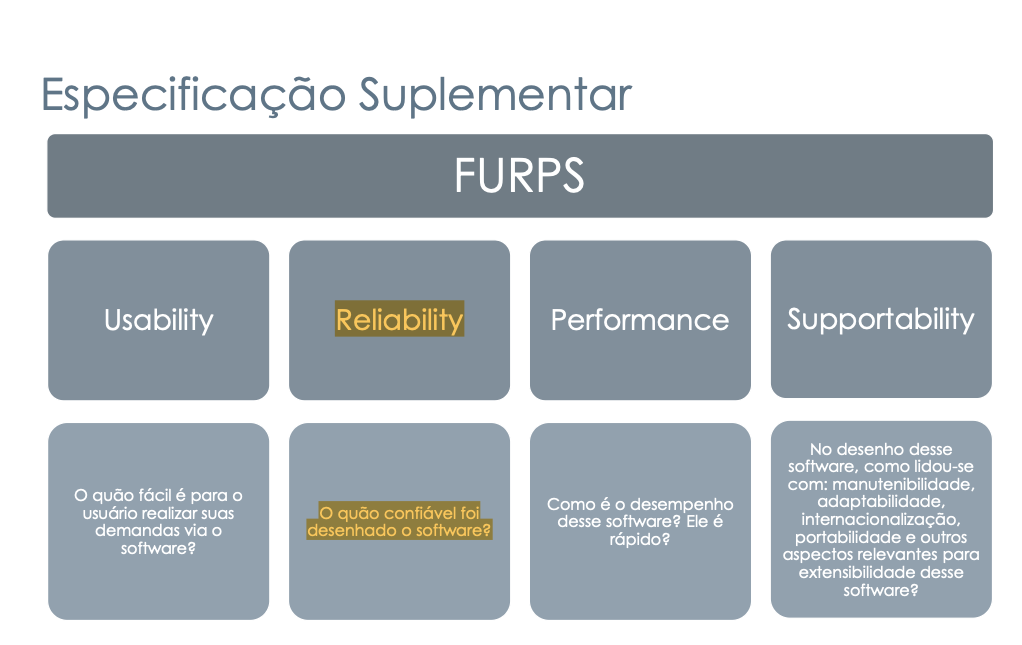 Especificação Suplementar
FURPS
Usability
Reliability
Performance
Supportability
O quão fácil é para o
usuário realizar suas
demandas via o
software?
O quão confiável foi
desenhado o software?
Como é o desempenho
desse software? Ele é
rápido?
No desenho desse
software, como lidou-se
com: manutenibilidade,
adaptabilidade,
internacionalização,
portabilidade e outros
aspectos relevantes para
extensibilidade desse
software?